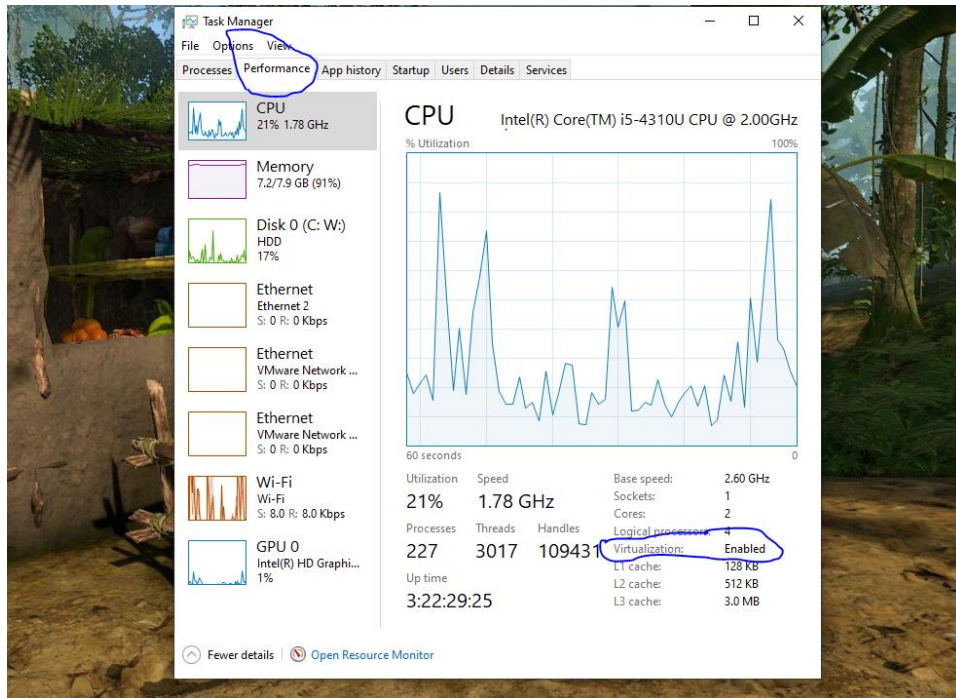 Task Manager
File Options View
Processes Performance App history Startup Users Details Services
CPU
21% 1.78 GHz
Memory
7.2/7.9 GB (91%)
Disk 0 (C: W:)
HDD
17%
Ethernet
Ethernet 2
S: 0 R: 0 Kbps
Ethernet
VMware Network ...
S: 0 R: 0 Kbps
Ethernet
VMware Network ...
S: 0 R: 0 Kbps
Wi-Fi
Wi-Fi
S: 8.0 R: 8.0 Kbps
GPU 0
Intel(R) HD Graphi...
1%
CPU Intel(R) Core(TM) i5-4310U CPU @ 2.00GHz
% Utilization 100%
60 seconds 0
Utilization Speed
21% 1.78 GHz
Processes Threads Handles
227 3017 109431
Up time
3:22:29:25
Base speed: 2.60 GHz
Sockets: 1
Cores: 2
Logical processors: 4
Virtualization: Enabled
L1 cache: 128 KB
L2 cache: 512 KB
L3 cache: 3.0 MB
Fewer details Open Resource Monitor